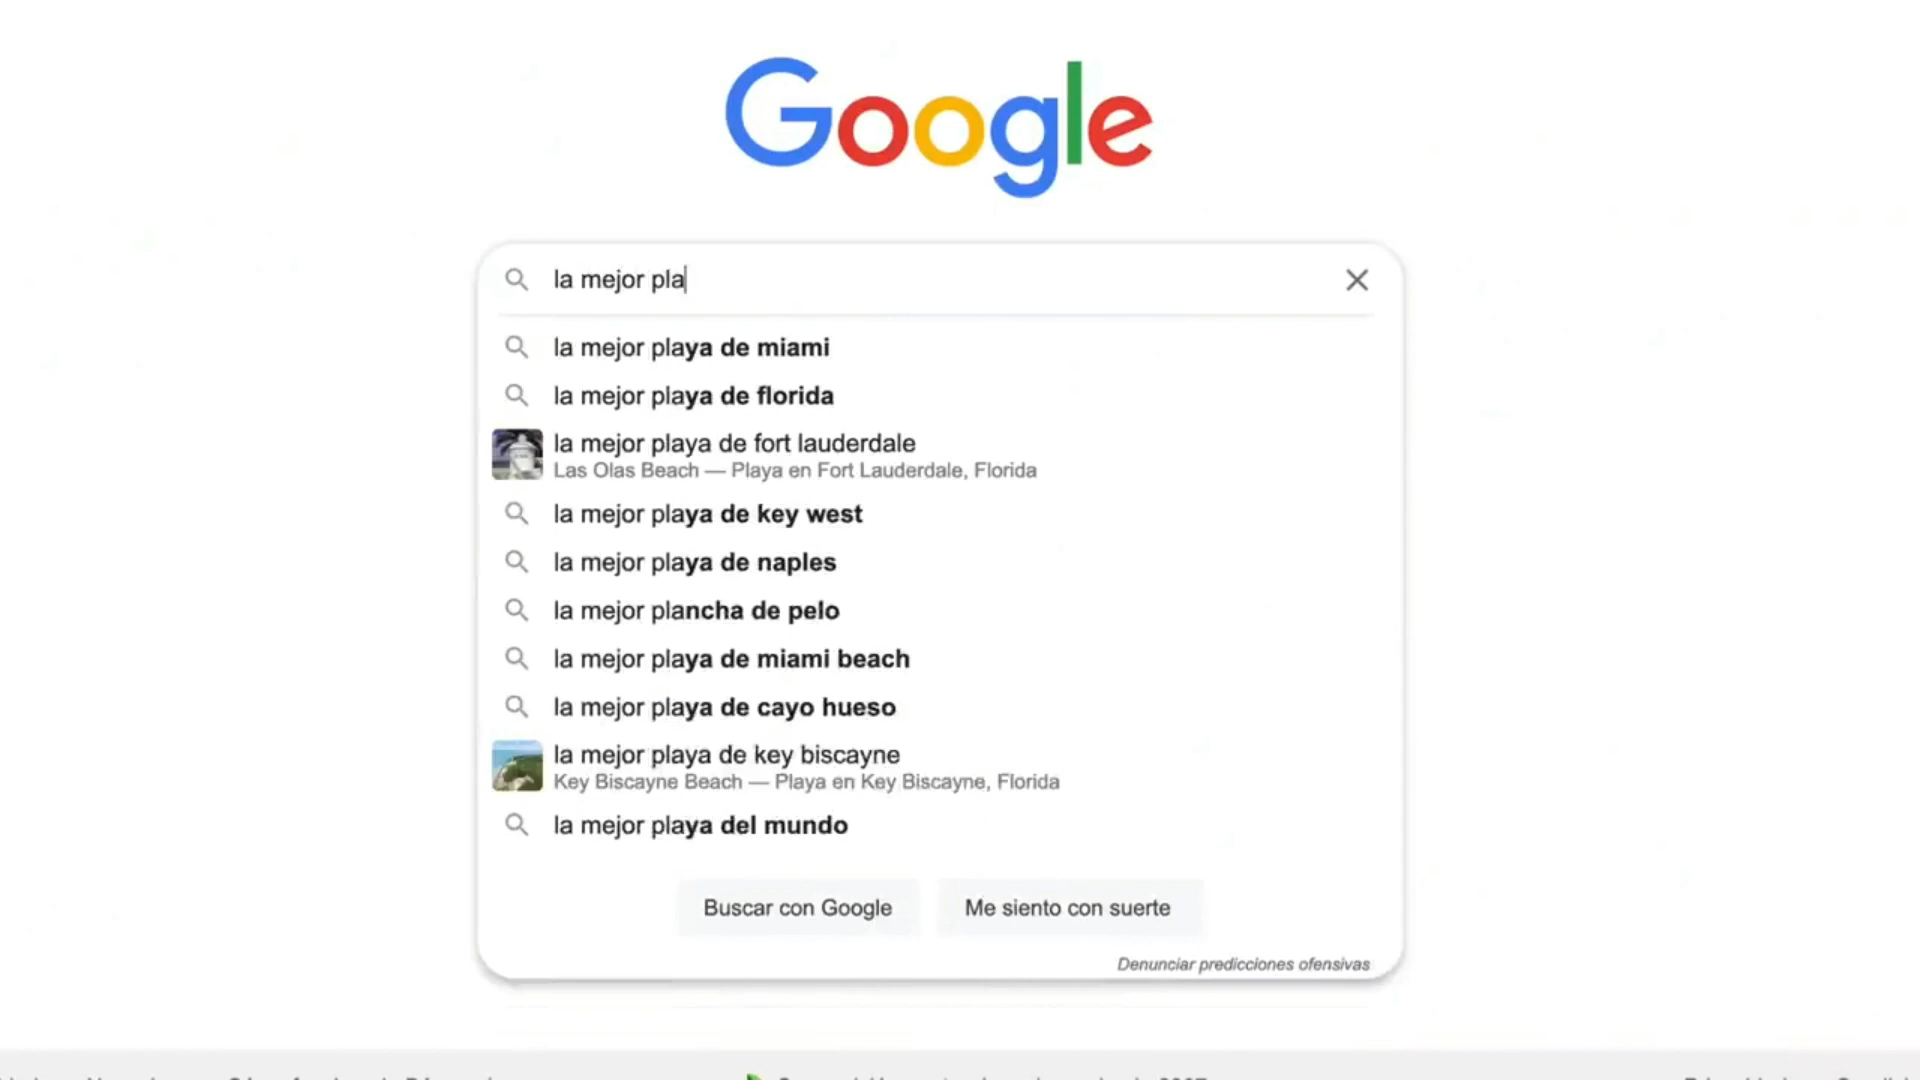 Google
la mejor pla
la mejor playa de miami
la mejor playa de florida
la mejor playa de fort lauderdale
Las Olas Beach — Playa en Fort Lauderdale, Florida
la mejor playa de key west
la mejor playa de naples
la mejor plancha de pelo
la mejor playa de miami beach
la mejor playa de cayo hueso
la mejor playa de key biscayne
Key Biscayne Beach — Playa en Key Biscayne, Florida
la mejor playa del mundo
Buscar con Google
Me siento con suerte
Denunciar predicciones ofensivas